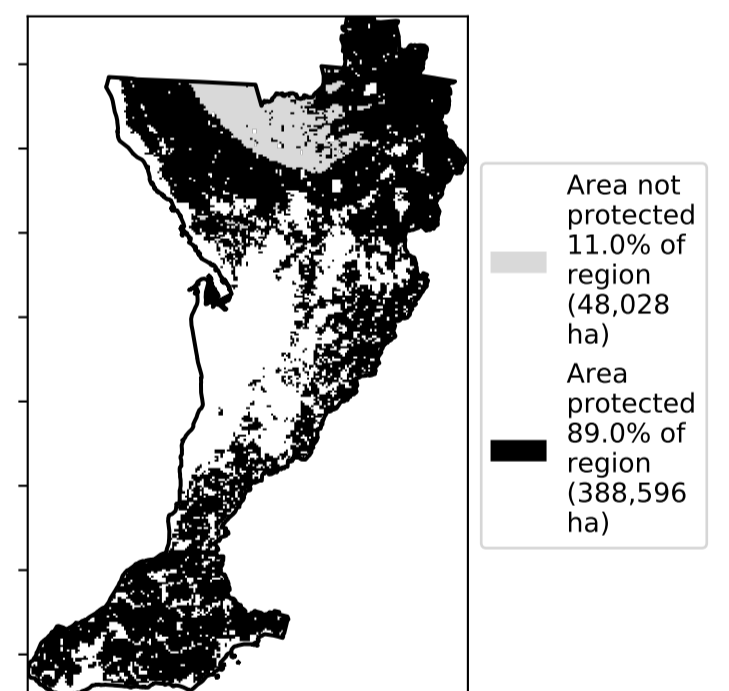 Area not
protected
11.0% of
region
(48,028
ha)
Area
protected
89.0% of
region
(388,596
ha)